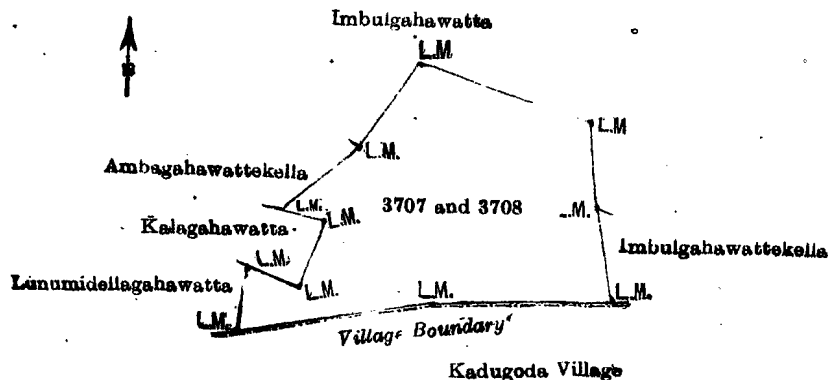 Imbulgahawatta
L.M.
L.M
L.M.
Ambagahawattekella
L.M.
L.M.
3707 and 3708
L.M.
Kalagahawatta
Imbulgahawattekella
L.M.
Lunumidellagahawatta
L.M.
L.M.
L.M.
L.M.
Village Boundary
Kadugoda Village